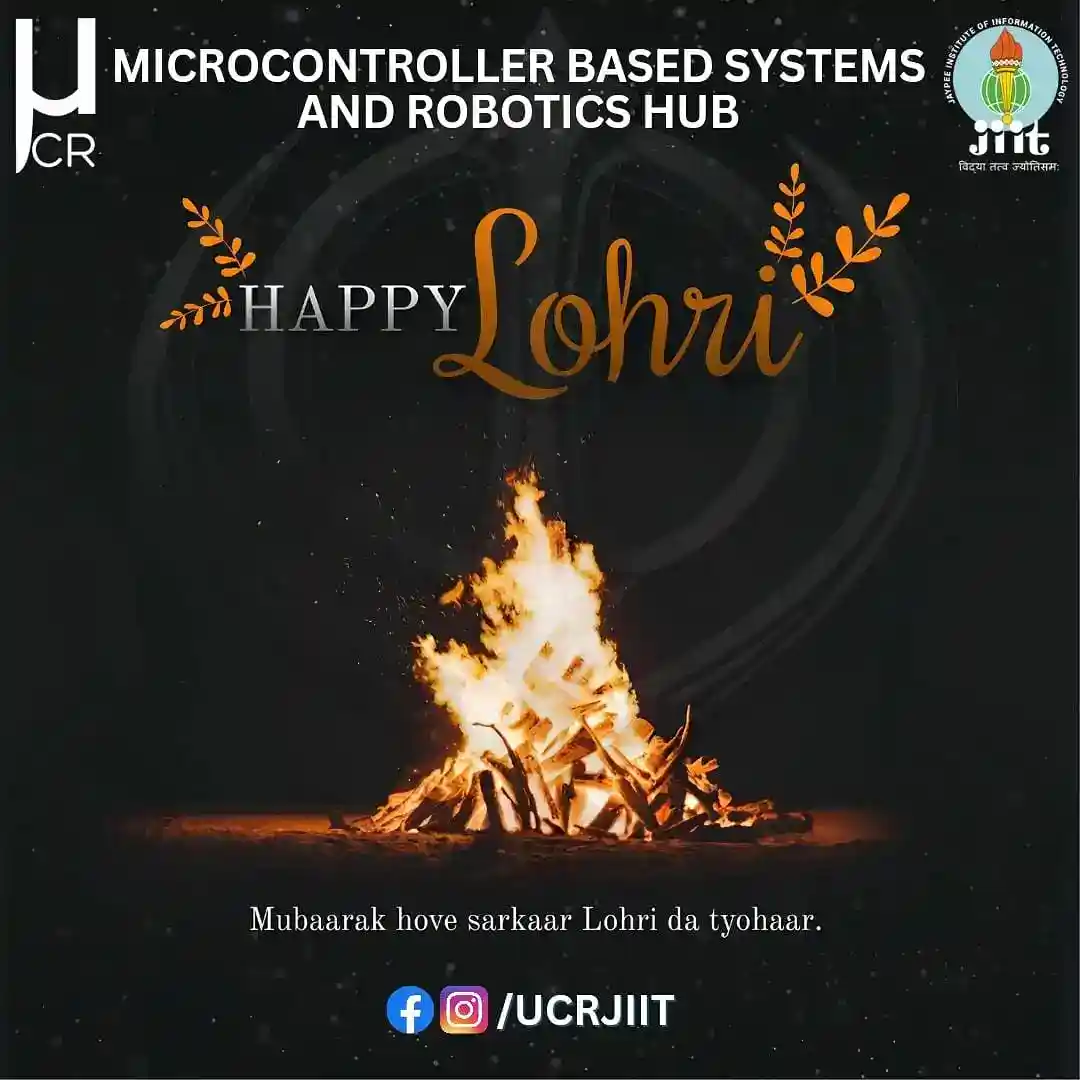 μCR
MICROCONTROLLER BASED SYSTEMS
AND ROBOTICS HUB
JAYPEE INSTITUTE OF INFORMATION TECHNOLOGY
jiit
विद्या तत्व ज्योतिसम:
HAPPY Lohri
Mubaarak hove sarkaar Lohri da tyohaar.
/UCRJIIT